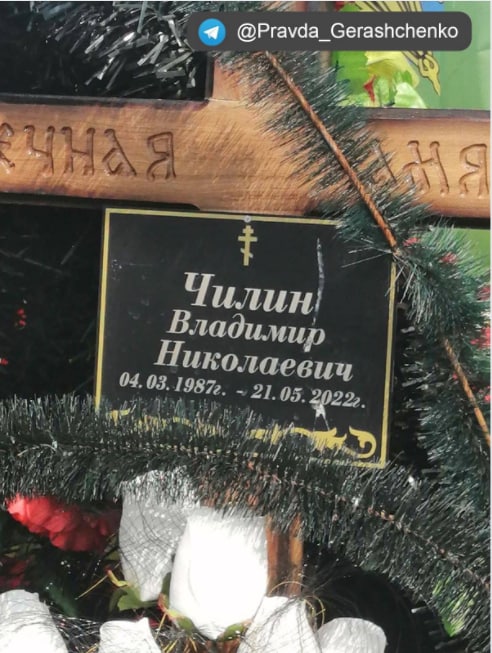 @Pravda_Gerashchenko
Чилин
Владимир
Николаевич
04.03.1987г. - 21.05.2022г.